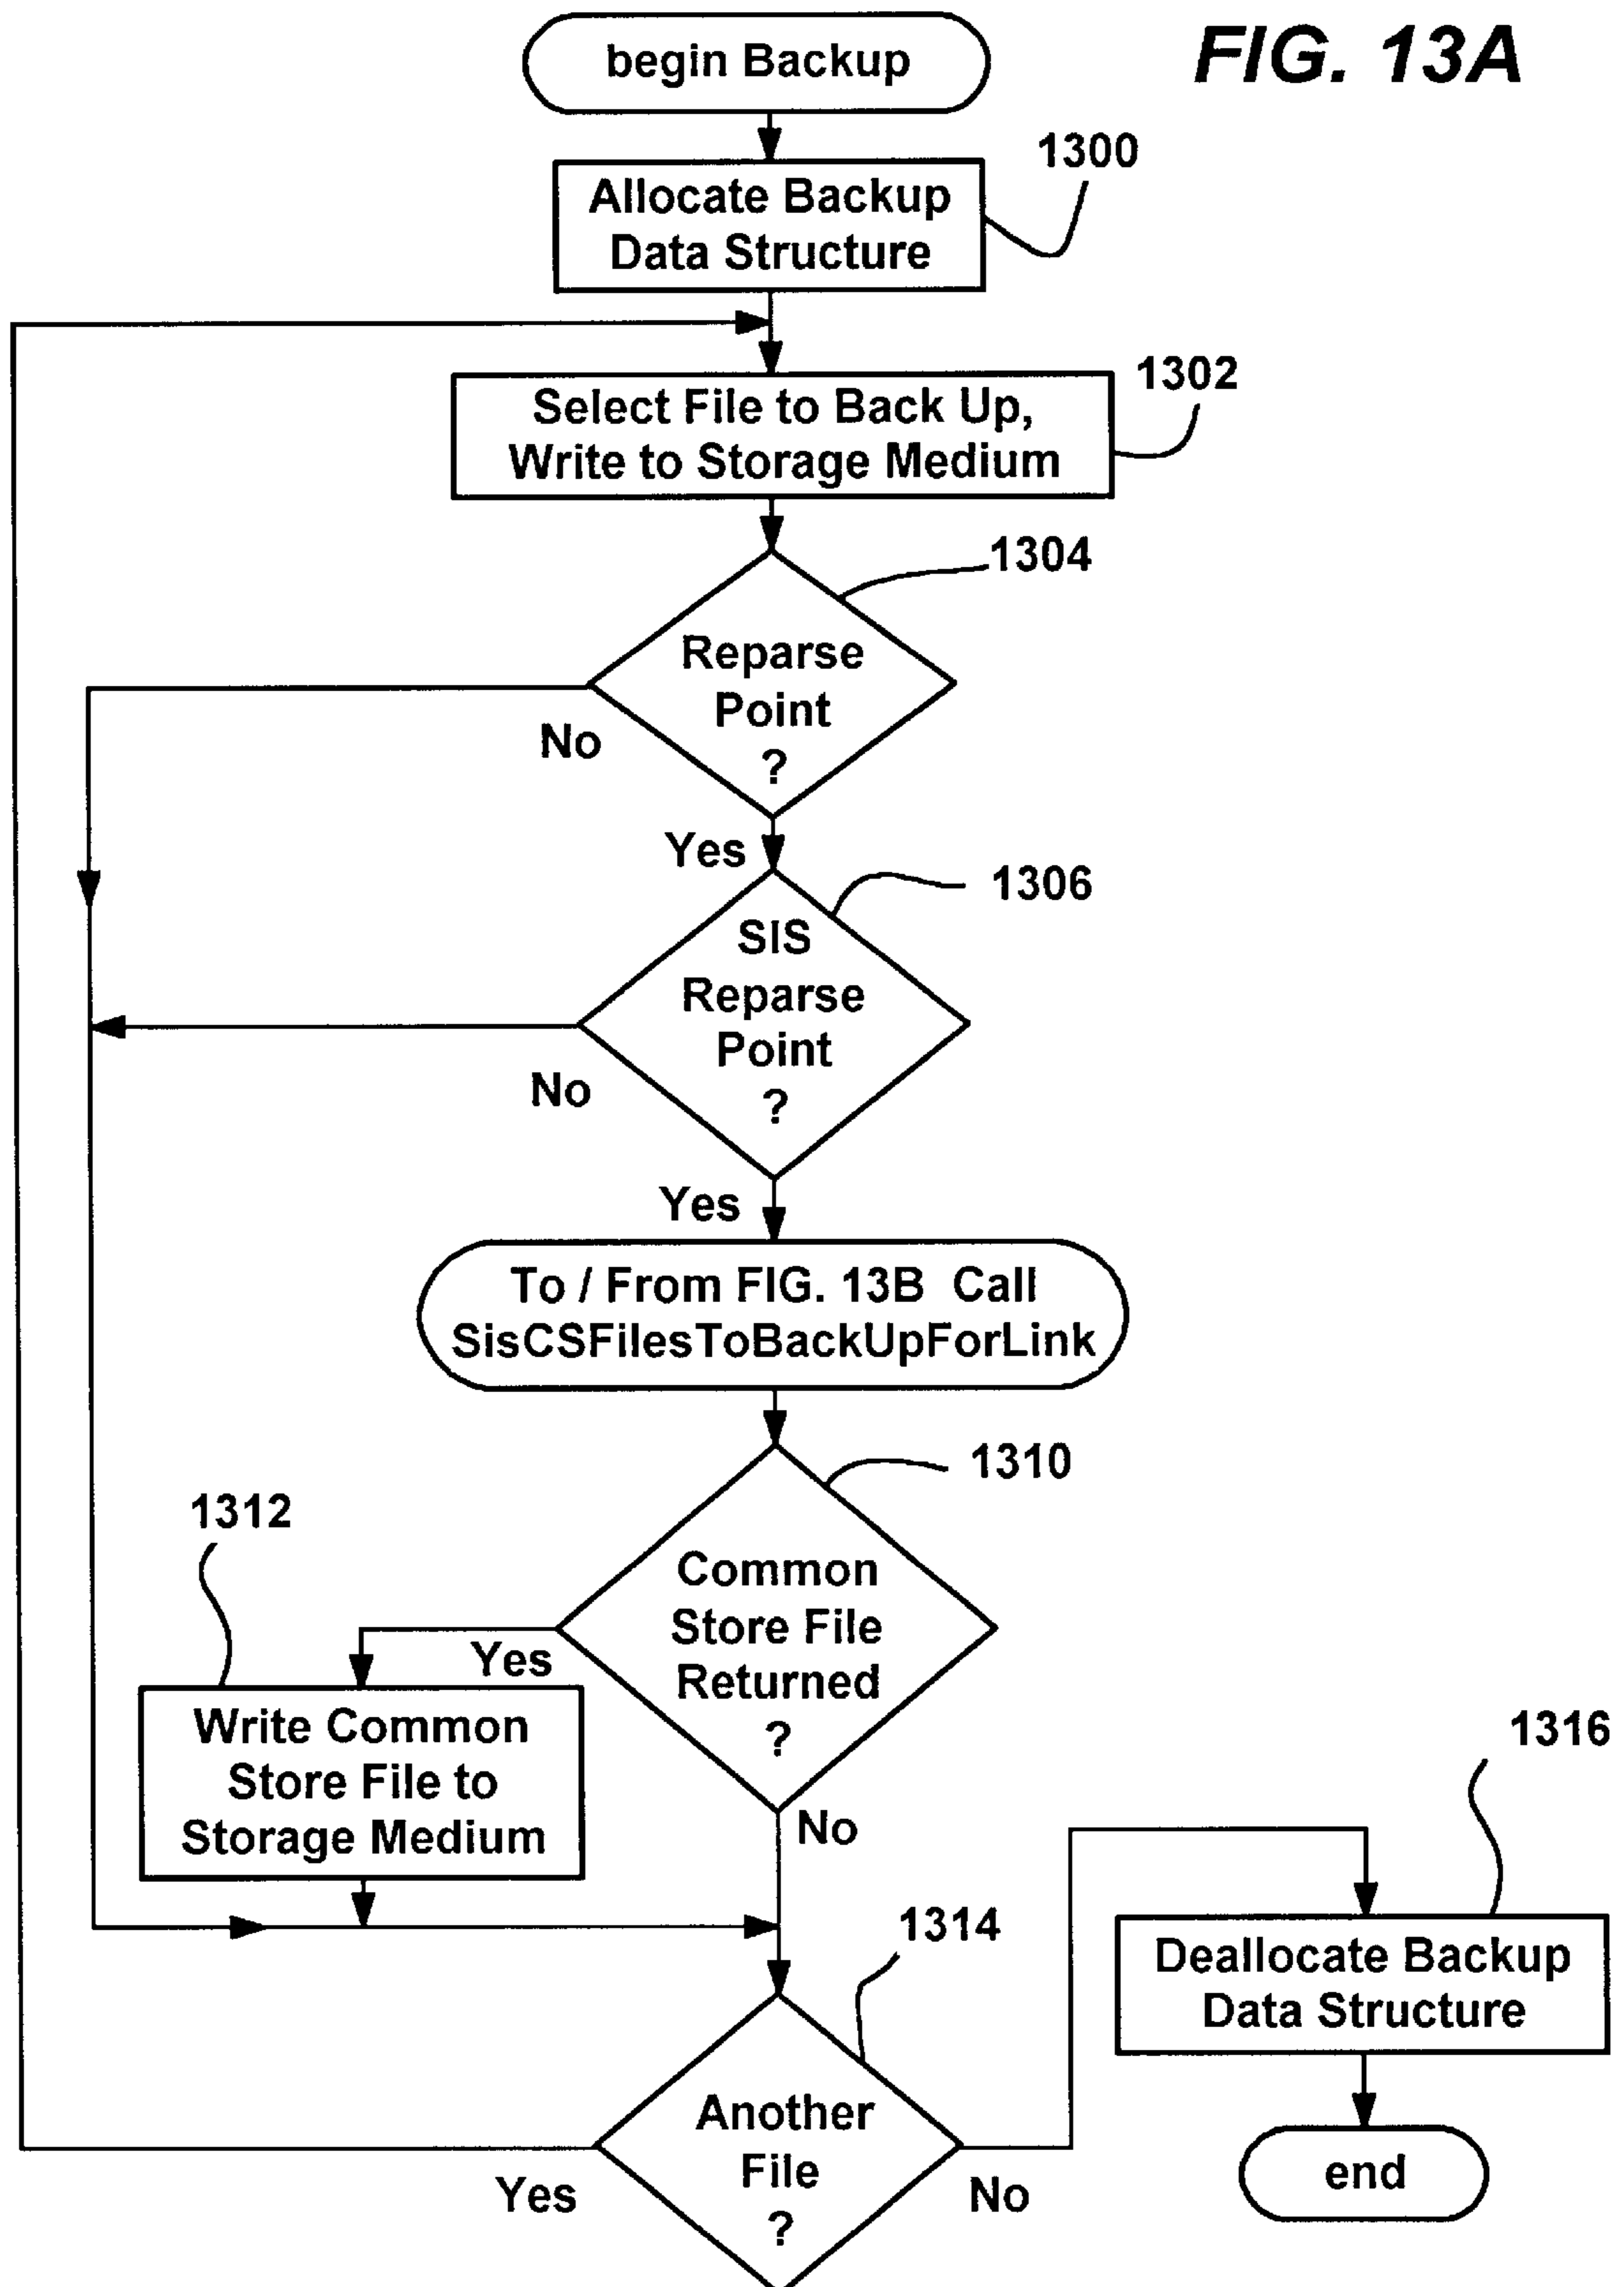 FIG. 13A
begin Backup
1300
Allocate Backup
Data Structure
1302
Select File to Back Up,
Write to Storage Medium
1304
Reparse
Point
?
No
Yes
1306
SIS
Reparse
Point
?
No
Yes
To / From FIG. 13B Call
SisCSFilesToBackUpForLink
1310
Common
Store File
Returned
?
Yes
No
1312
Write Common
Store File to
Storage Medium
1314
Another
File
?
Yes
No
1316
Deallocate Backup
Data Structure
end